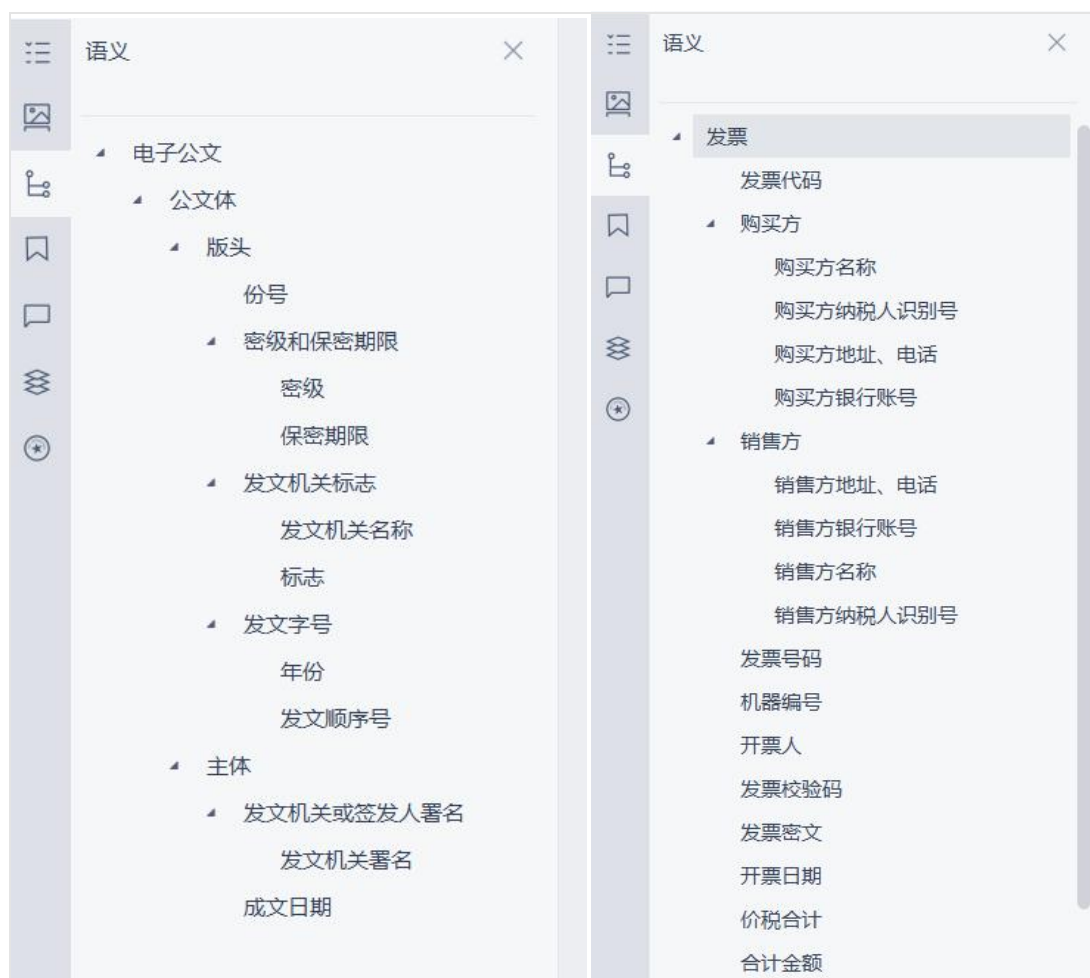 语义
电子公文
公文体
版头
份号
密级和保密期限
密级
保密期限
发文机关标志
发文机关名称
标志
发文字号
年份
发文顺序号
主体
发文机关或签发人署名
发文机关署名
成文日期
语义
发票
发票代码
购买方
购买方名称
购买方纳税人识别号
购买方地址、电话
购买方银行账号
销售方
销售方地址、电话
销售方银行账号
销售方名称
销售方纳税人识别号
发票号码
机器编号
开票人
发票校验码
发票密文
开票日期
价税合计
合计金额